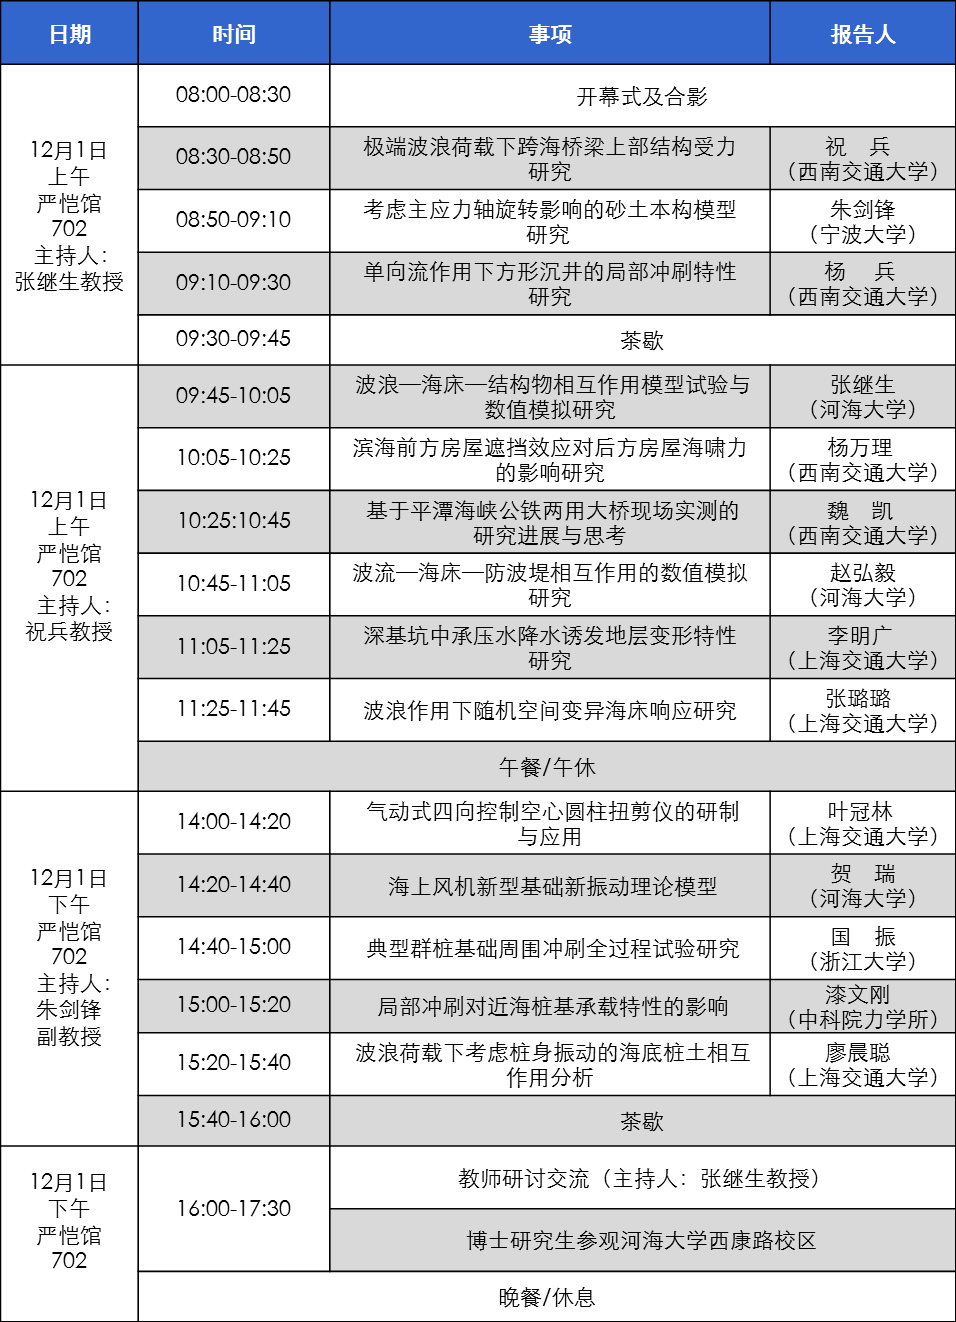 日期 时间 事项 报告人
12月1日
上午
严恺馆
702
主持人：
张继生教授
08:00-08:30 开幕式及合影
08:30-08:50 极端波浪荷载下跨海桥梁上部结构受力
研究
祝 兵
（西南交通大学）
08:50-09:10 考虑主应力轴旋转影响的砂土本构模型
研究
朱剑锋
（宁波大学）
09:10-09:30 单向流作用下方形沉井的局部冲刷特性
研究
杨 兵
（西南交通大学）
09:30-09:45 茶歇
12月1日
上午
严恺馆
702
主持人：
祝兵教授
09:45-10:05 波浪—海床—结构物相互作用模型试验与
数值模拟研究
张继生
（河海大学）
10:05-10:25 滨海前方房屋遮挡效应对后方房屋海啸力
的影响研究
杨万理
（西南交通大学）
10:25:10:45 基于平潭海峡公铁两用大桥现场实测的
研究进展与思考
魏 凯
（西南交通大学）
10:45-11:05 波流—海床—防波堤相互作用的数值模拟
研究
赵弘毅
（河海大学）
11:05-11:25 深基坑中承压水降水诱发地层变形特性
研究
李明广
（上海交通大学）
11:25-11:45 波浪作用下随机空间变异海床响应研究
张璐璐
（上海交通大学）
午餐/午休
12月1日
下午
严恺馆
702
主持人：
朱剑锋
副教授
14:00-14:20 气动式四向控制空心圆柱扭剪仪的研制
与应用
叶冠林
（上海交通大学）
14:20-14:40 海上风机新型基础新振动理论模型
贺 瑞
（河海大学）
14:40-15:00 典型群桩基础周围冲刷全过程试验研究
国 振
（浙江大学）
15:00-15:20 局部冲刷对近海桩基承载特性的影响
漆文刚
（中科院力学所）
15:20-15:40 波浪荷载下考虑桩身振动的海底桩土相互
作用分析
廖晨聪
（上海交通大学）
15:40-16:00 茶歇
12月1日
下午
严恺馆
702
16:00-17:30 教师研讨交流（主持人：张继生教授）
博士研究生参观河海大学西康路校区
晚餐/休息